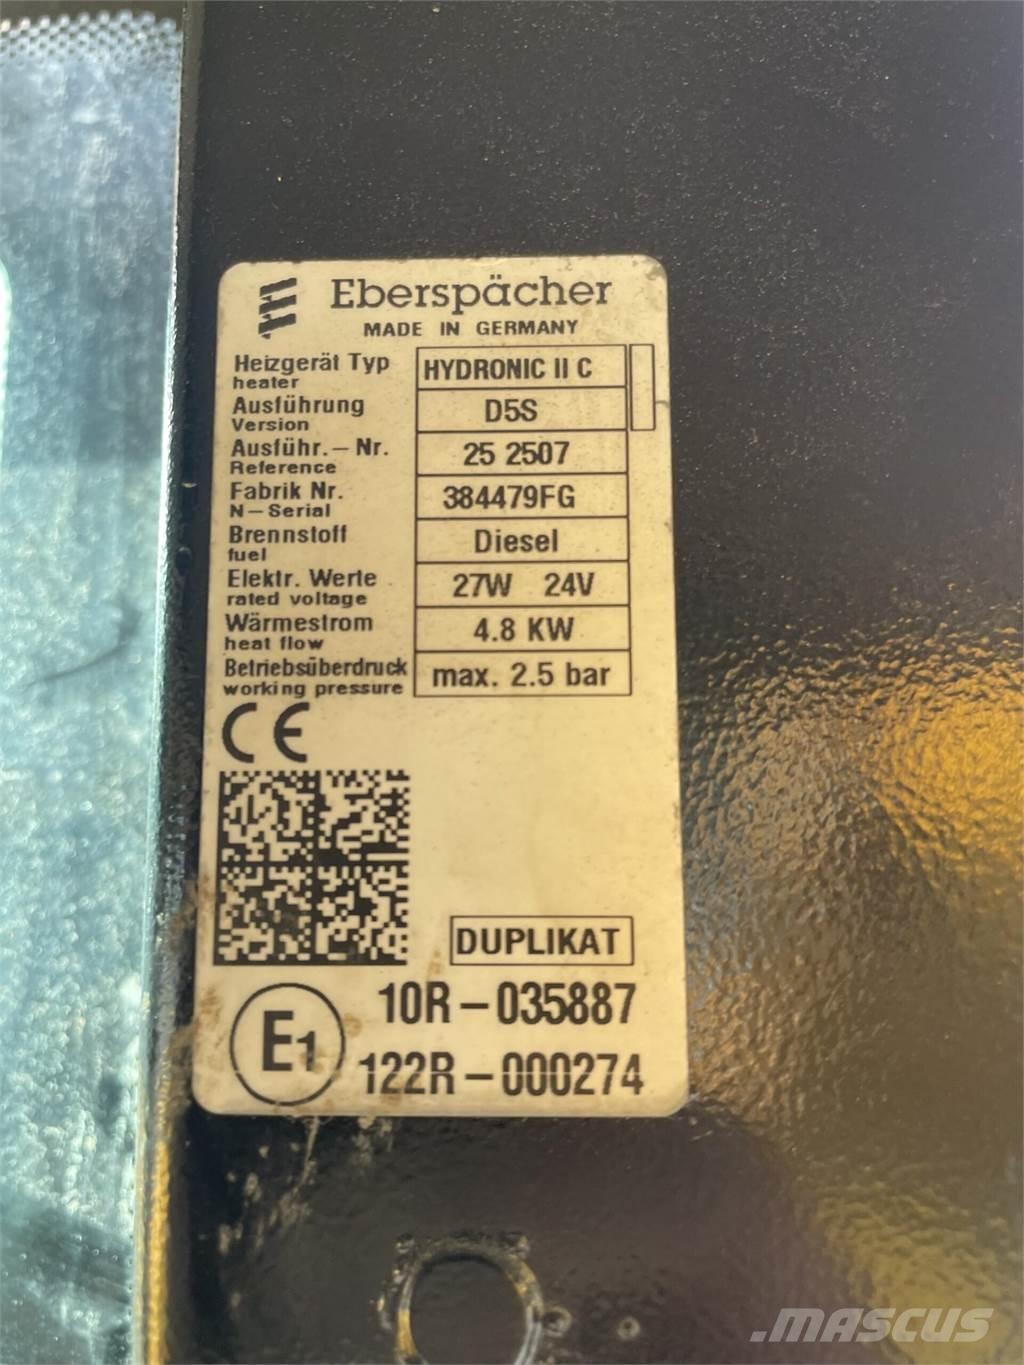 Eberspächer
MADE IN GERMANY
Heizgerät Typ HYDRONIC II C
heater
Ausführung D5S
Version
Ausführ.-Nr. 25 2507
Reference
Fabrik Nr. 384479FG
N-Serial
Brennstoff Diesel
fuel
Elektr. Werte 27W 24V
rated voltage
Wärmestrom 4.8 KW
heat flow
Betriebsüberdruck max. 2.5 bar
working pressure
CE
DUPLIKAT
E1 10R-035887
122R-000274
.MASCUS